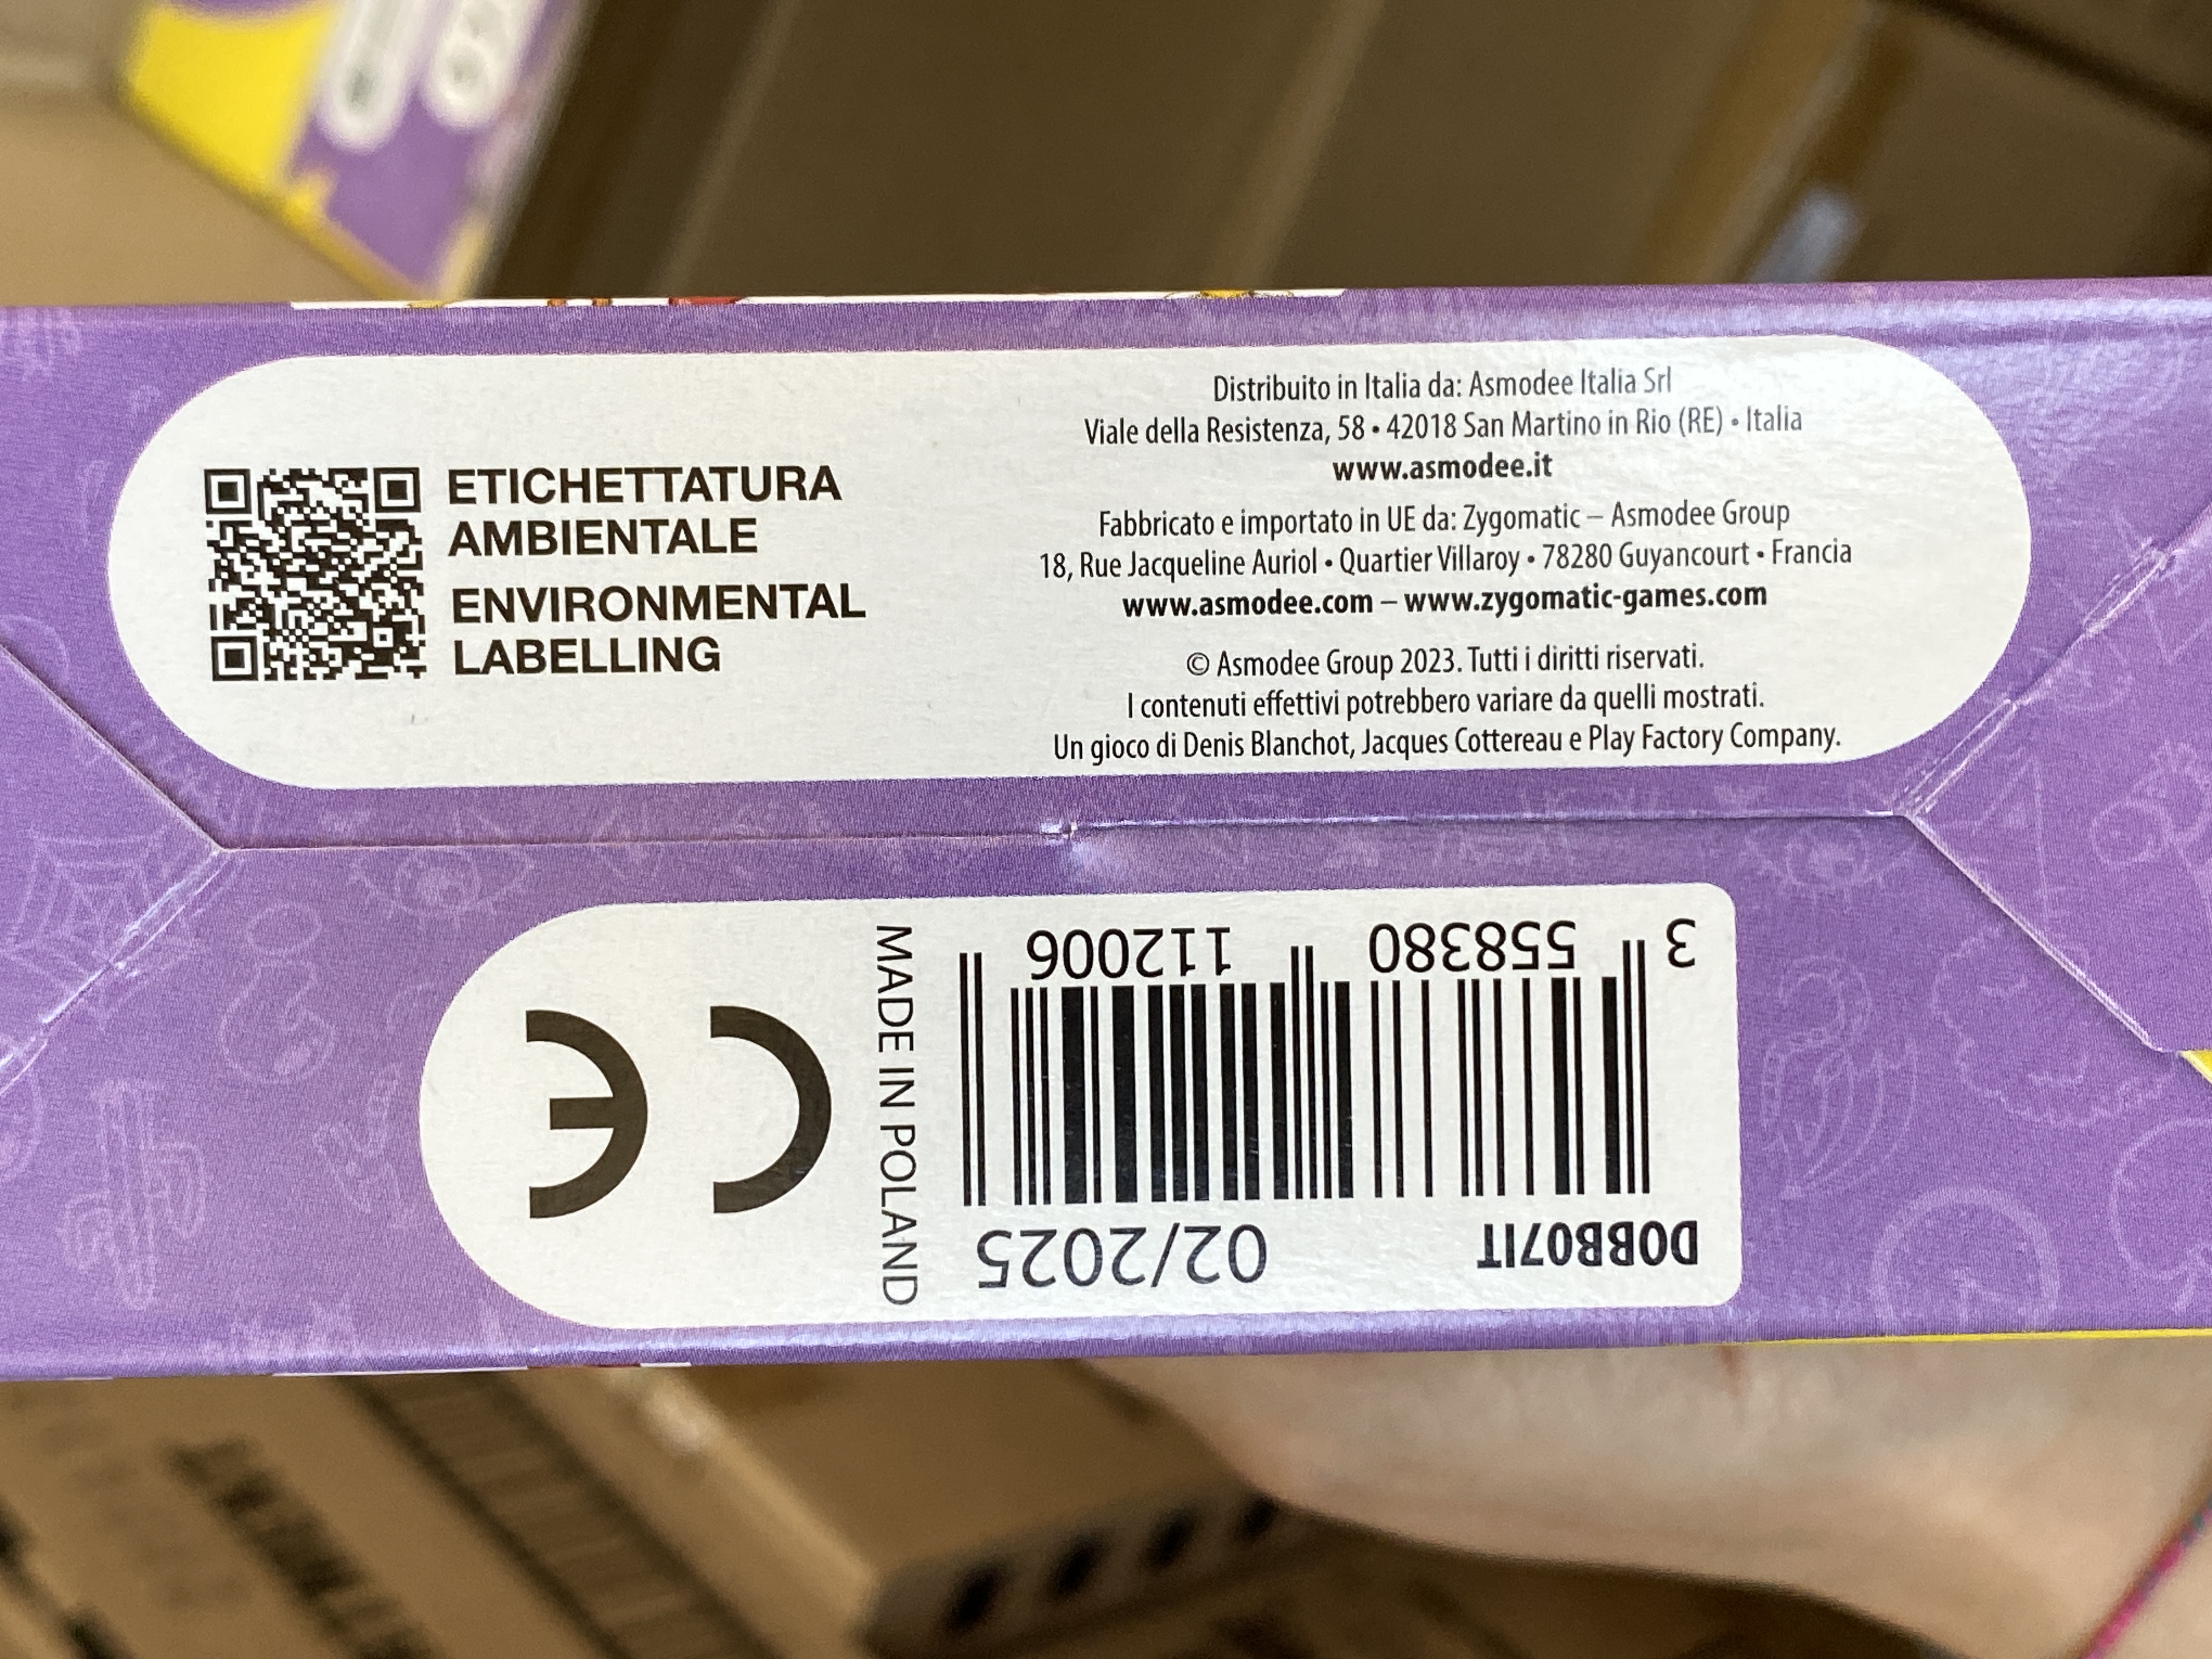 ETICHETTATURA
AMBIENTALE
ENVIRONMENTAL
LABELLING
Distribuito in Italia da: Asmodee Italia Srl
Viale della Resistenza, 58 • 42018 San Martino in Rio (RE) • Italia
www.asmodee.it
Fabbricato e importato in UE da: Zygomatic – Asmodee Group
18, Rue Jacqueline Auriol • Quartier Villaroy • 78280 Guyancourt • Francia
www.asmodee.com – www.zygomatic-games.com
© Asmodee Group 2023. Tutti i diritti riservati.
I contenuti effettivi potrebbero variare da quelli mostrati.
Un gioco di Denis Blanchot, Jacques Cottereau e Play Factory Company.
DOBB07IT
02/2025
3 558380 112006
MADE IN POLAND
CE